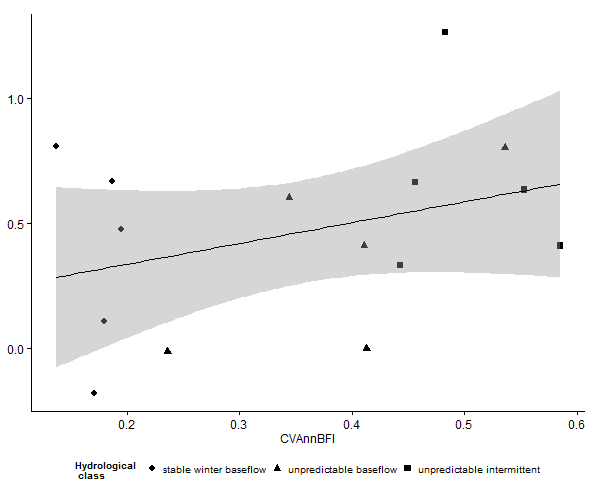 1.0
0.5
0.0
0.2 0.3 0.4 0.5 0.6
CVAnnBFI
Hydrological
class
stable winter baseflow unpredictable baseflow unpredictable intermittent